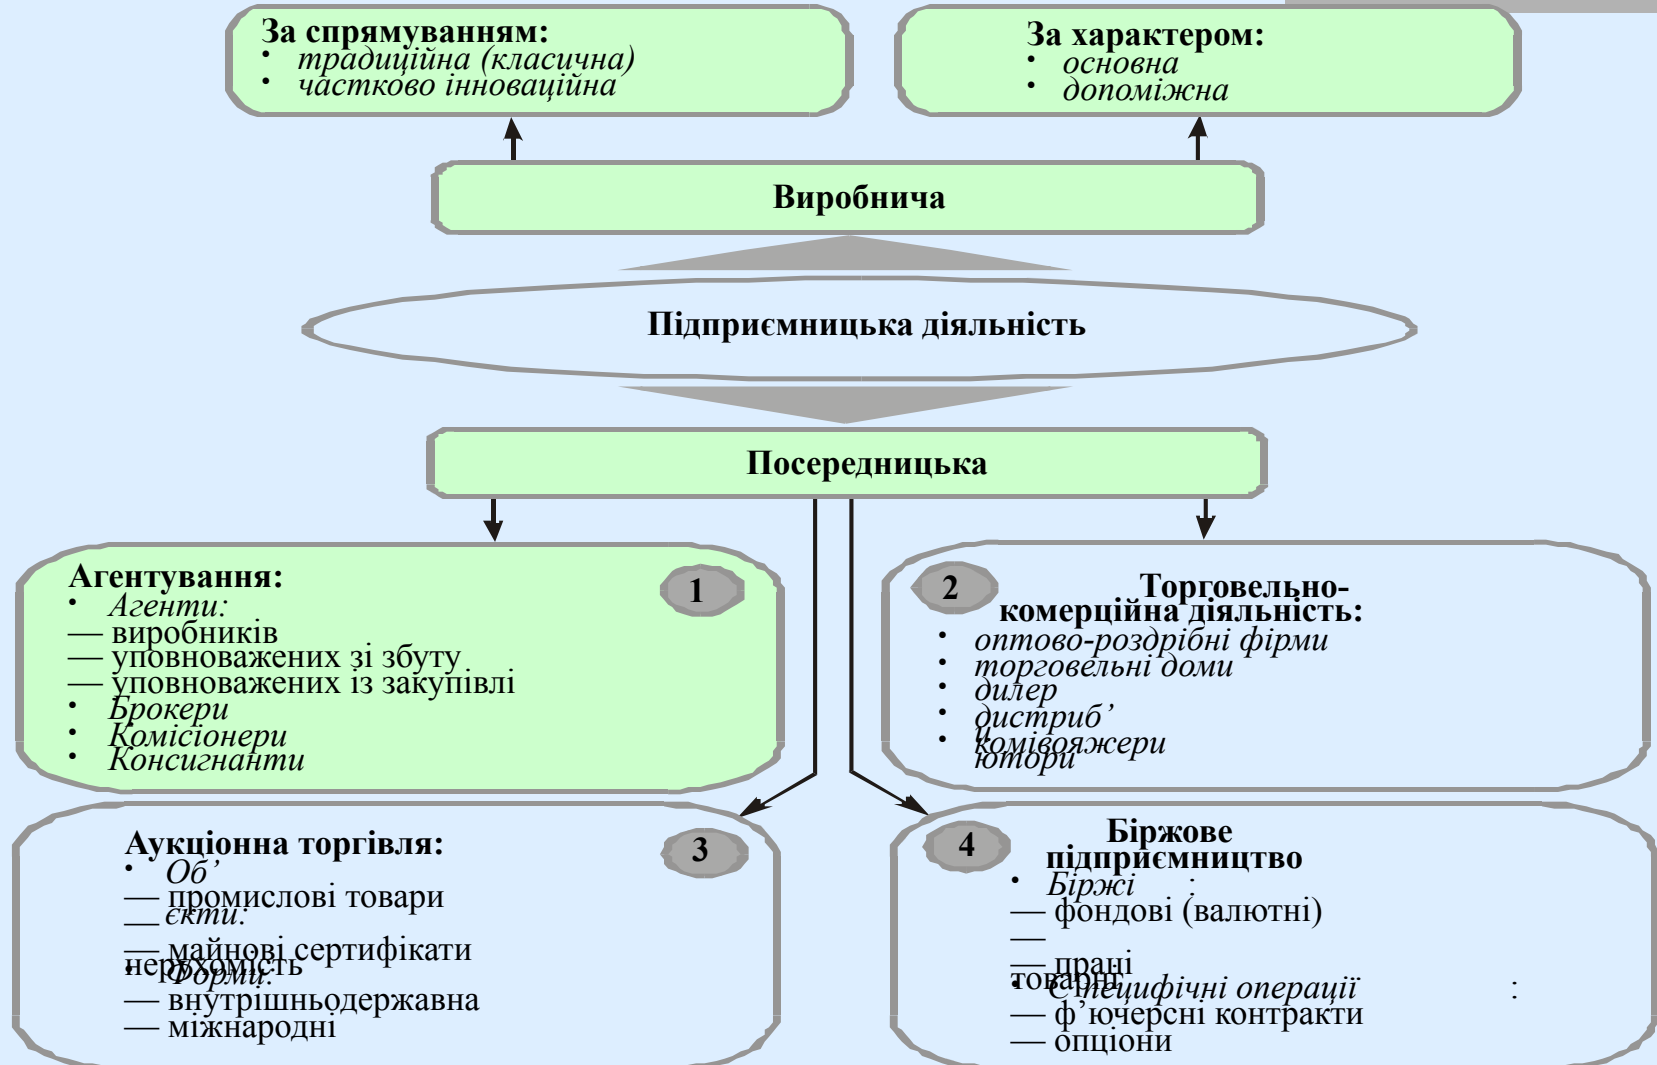 За спрямуванням:
• традиційна (класична)
• частково інноваційна
За характером:
• основна
• допоміжна
Виробнича
Підприємницька діяльність
Посередницька
Агентування:
1
• Агенти:
— виробників
— уповноважених зі збуту
— уповноважених із закупівлі
• Брокери
• Комісіонери
• Консигнанти
2
Торговельно-
комерційна діяльність:
• оптово-роздрібні фірми
• торговельні доми
• дилер
и
• дистриб’
ютори
• комівояжери
Аукціонна торгівля:
3
• Об’
єкти:
— промислові товари
—
нерухомість
— майнові сертифікати
• Форми:
— внутрішньодержавна
— міжнародні
4
Біржове
підприємництво
• Біржі :
— фондові (валютні)
—
товарні
— праці
• Специфічні операції :
— ф’ючерсні контракти
— опціони